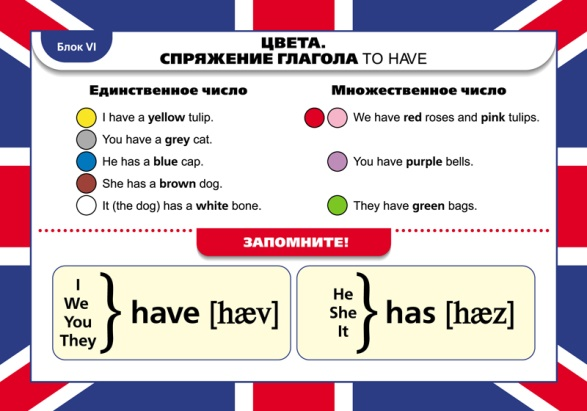 Блок VI
ЦВЕТА.
СПРЯЖЕНИЕ ГЛАГОЛА TO HAVE
Единственное число
I have a yellow tulip.
You have a grey cat.
He has a blue cap.
She has a brown dog.
It (the dog) has a white bone.
Множественное число
We have red roses and pink tulips.
You have purple bells.
They have green bags.
ЗАПОМНИТЕ!
I
We
You
They
have [hæv]
He
She
It
has [hæz]